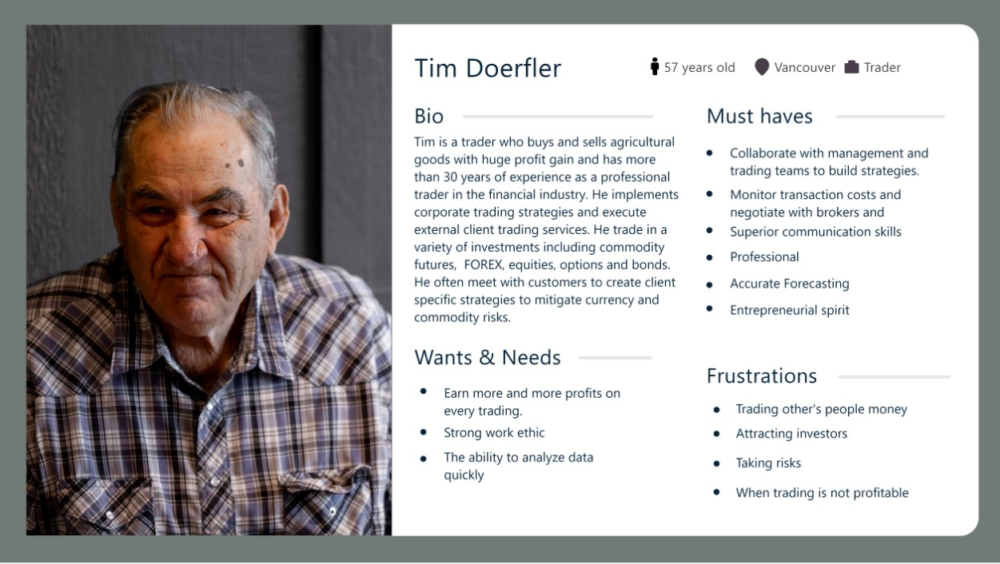 Tim Doerfler
57 years old
Vancouver
Trader
Bio
Tim is a trader who buys and sells agricultural
goods with huge profit gain and has more
than 30 years of experience as a professional
trader in the financial industry. He implements
corporate trading strategies and execute
external client trading services. He trade in a
variety of investments including commodity
futures,  FOREX, equities, options and bonds.
He often meet with customers to create client
specific strategies to mitigate currency and
commodity risks.
Wants & Needs
Earn more and more profits on
every trading.
Strong work ethic
The ability to analyze data
quickly
Must haves
Collaborate with management and
trading teams to build strategies.
Monitor transaction costs and
negotiate with brokers and
Superior communication skills
Professional
Accurate Forecasting
Entrepreneurial spirit
Frustrations
Trading other's people money
Attracting investors
Taking risks
When trading is not profitable